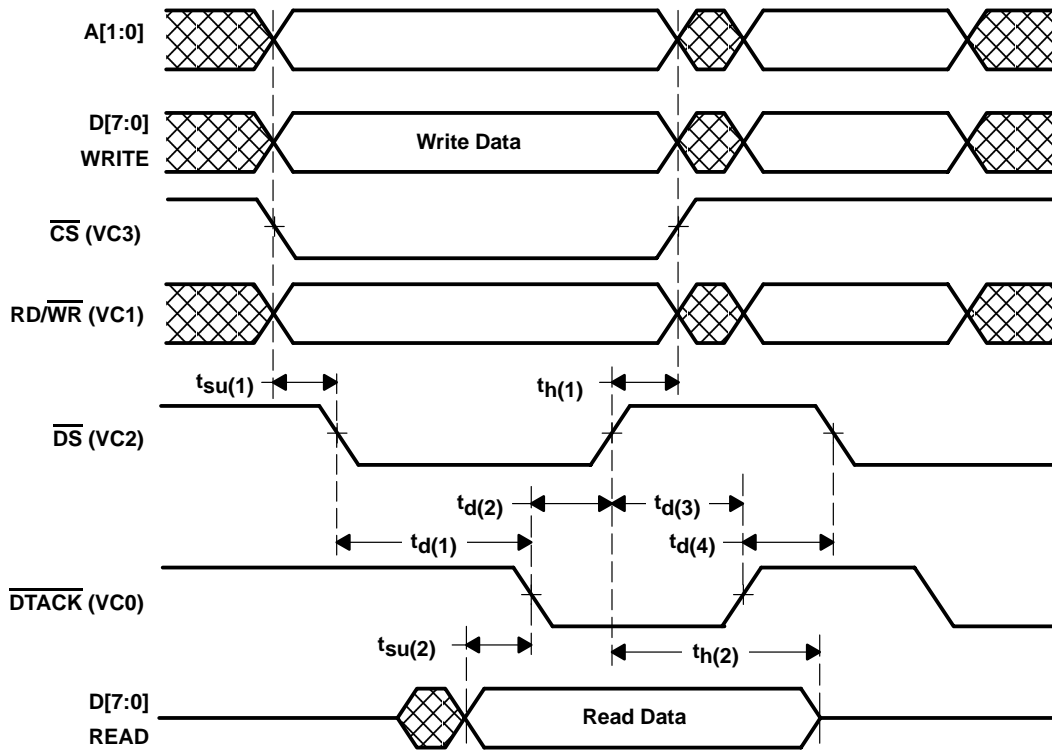 A[1:0]
D[7:0]
WRITE
Write Data
CS (VC3)
RD/WR (VC1)
tsu(1)
th(1)
DS (VC2)
td(2)
td(3)
td(1)
td(4)
DTACK (VC0)
tsu(2)
th(2)
D[7:0]
READ
Read Data